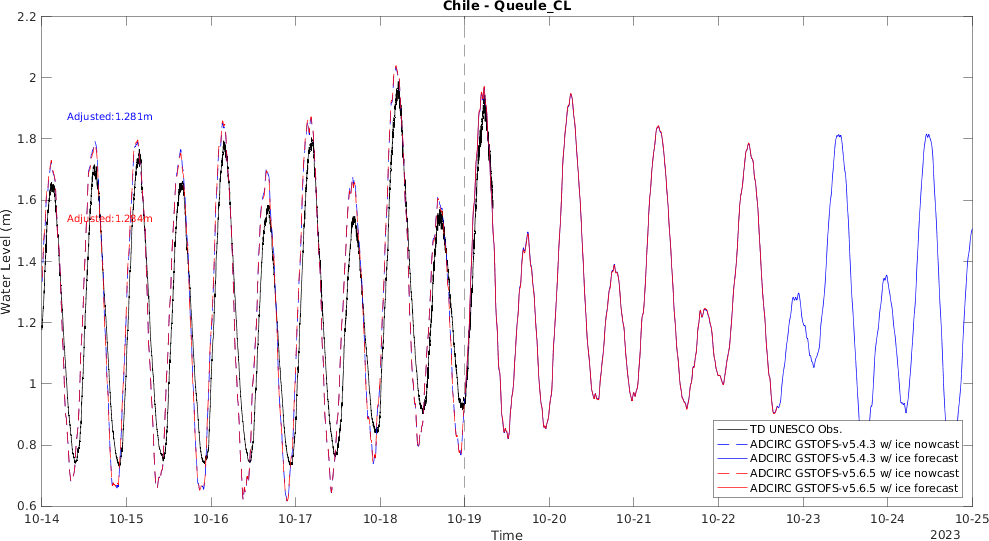 Chile - Queule_CL
2.2
2
1.8
1.6
1.4
1.2
1
0.8
0.6
Water Level (m)
Adjusted:1.281m
Adjusted:1.284m
TD UNESCO Obs.
ADCIRC GSTOFS-v5.4.3 w/ ice nowcast
ADCIRC GSTOFS-v5.4.3 w/ ice forecast
ADCIRC GSTOFS-v5.6.5 w/ ice nowcast
ADCIRC GSTOFS-v5.6.5 w/ ice forecast
10-14 10-15 10-16 10-17 10-18 10-19 10-20 10-21 10-22 10-23 10-24 10-25
Time
2023